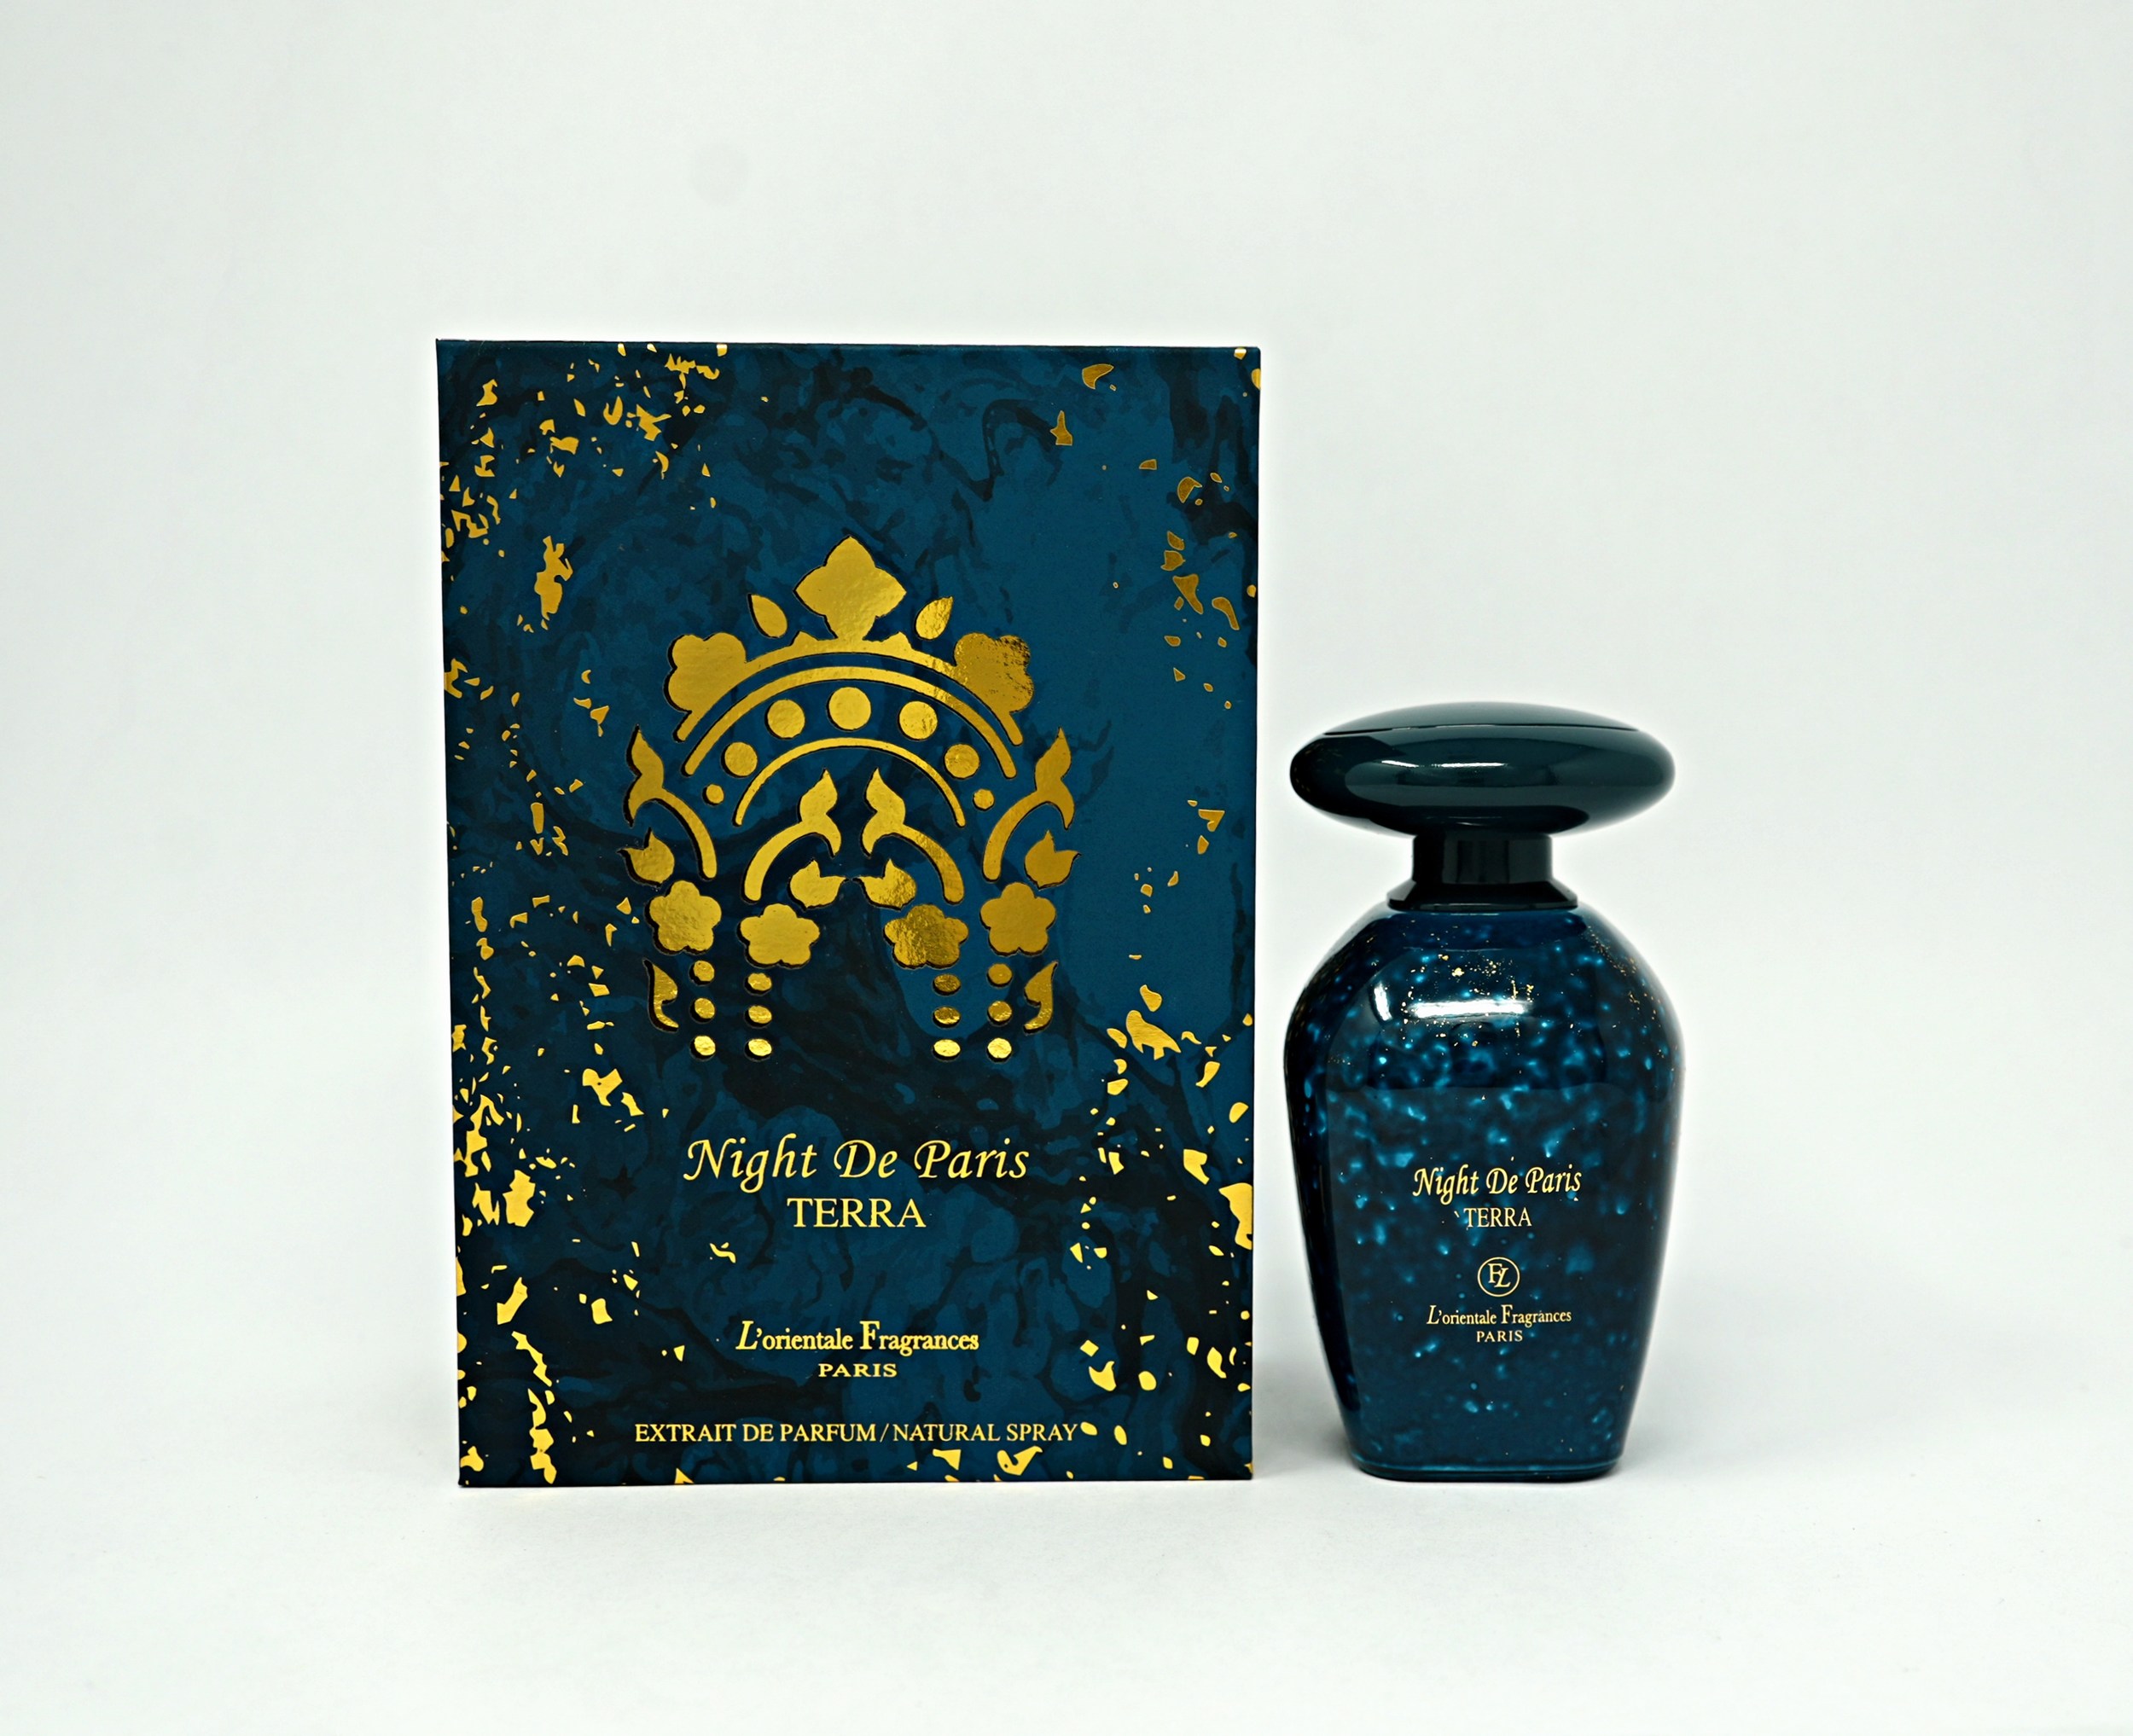 Night De Paris
TERRA
L'orientale Fragrances
PARIS
EXTRAIT DE PARFUM / NATURAL SPRAY
Night De Paris
TERRA
FL
L'orientale Fragrances
PARIS